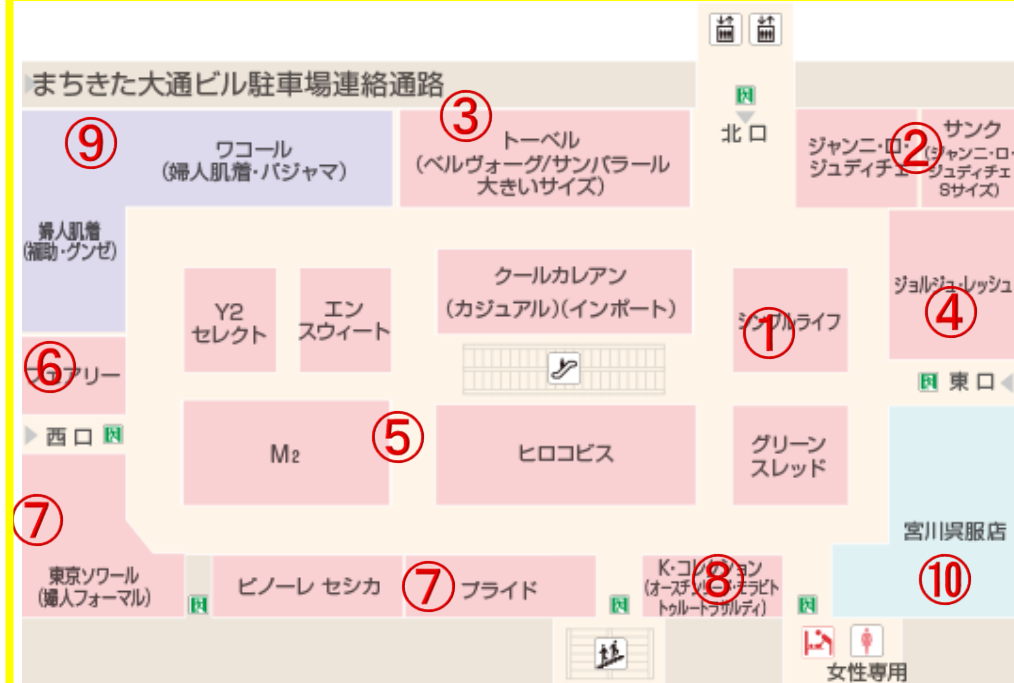 まちきた大通ビル駐車場連絡通路
北口
⑨
ワコール
(婦人肌着・パジャマ)
婦人肌着
(補助・グンゼ)
③
トーベル
(ベルヴォーグ/サンパラール
大きいサイズ)
ジャンニ・ロ・
ジュディチェ
②
サンク
(ジャンニ・ロ・
ジュディチェ
Sサイズ)
Y2
セレクト
エン
スウィート
クールカレアン
(カジュアル)(インポート)
シンプルライフ
①
ジョルジュ・レッシュ
④
⑥
フェアリー
東口
西口
M2
⑤
ヒロコビス
グリーン
スレッド
⑦
東京ソワール
(婦人フォーマル)
ピノーレ セシカ
⑦
プライド
K・コレクション
⑧
宮川呉服店
⑩
女性専用